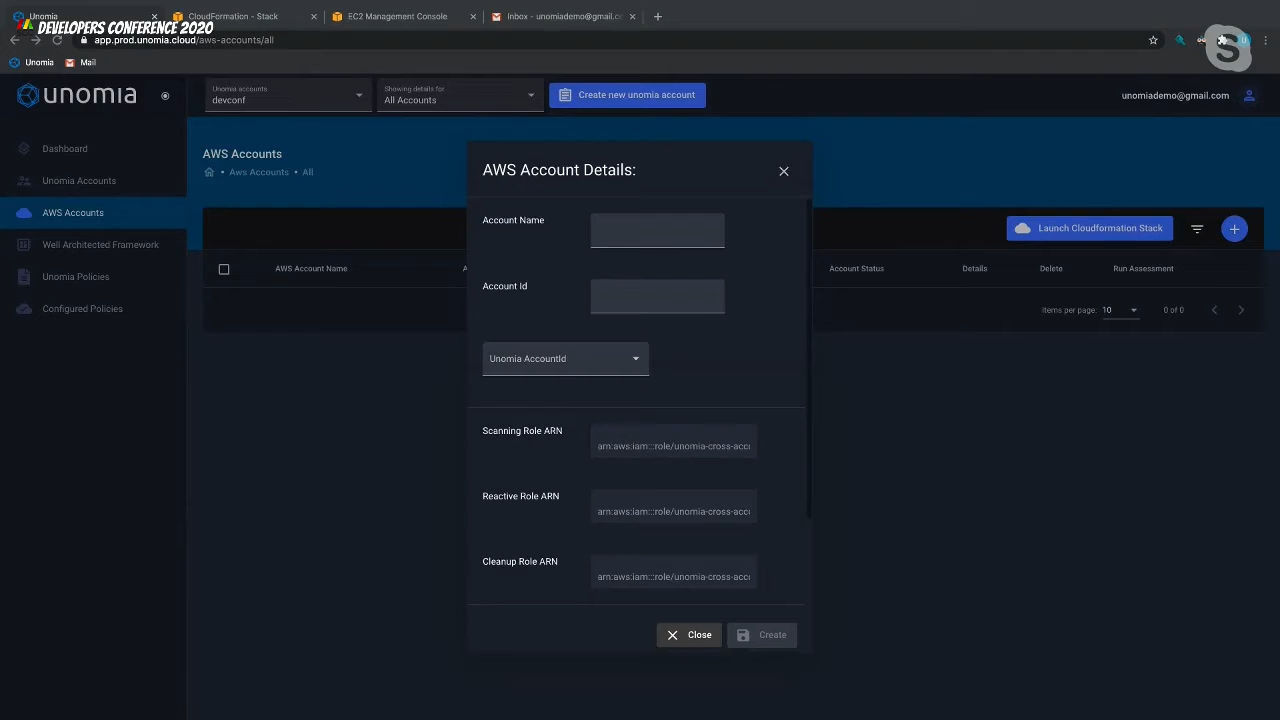 Unomia
CloudFormation - Stack
EC2 Management Console
Inbox - unomiademo@gmail.co
DEVELOPERS CONFERENCE 2020
app.prod.unomia.cloud/aws-accounts/all
Unomia
Mail
unomia
Unomia accounts
devconf
Showing details for
All Accounts
Create new unomia account
unomiademo@gmail.com
Dashboard
Unomia Accounts
AWS Accounts
Well Architected Framework
Unomia Policies
Configured Policies
AWS Accounts
Aws Accounts • All
Launch Cloudformation Stack
AWS Account Name
A
Account Status
Details
Delete
Run Assessment
Items per page:
10
0 of 0
AWS Account Details:
Account Name
Account Id
Unomia AccountId
Scanning Role ARN
arn:aws:iam:::role/unomia-cross-acc
Reactive Role ARN
arn:aws:iam:::role/unomia-cross-acc
Cleanup Role ARN
arn:aws:iam:::role/unomia-cross-acc
Close
Create